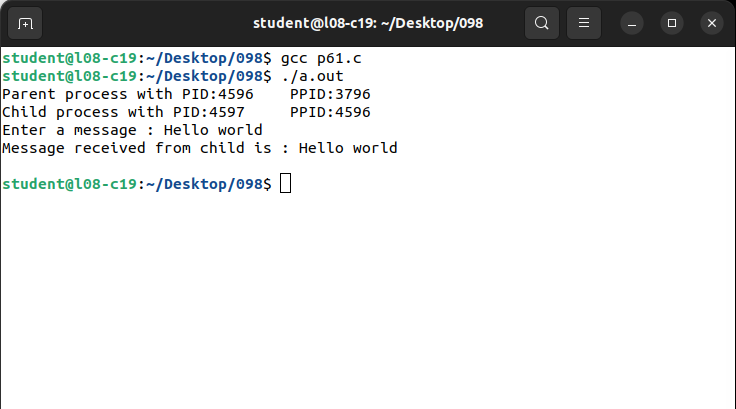 student@l08-c19: ~/Desktop/098
student@l08-c19:~/Desktop/098$ gcc p61.c
student@l08-c19:~/Desktop/098$ ./a.out
Parent process with PID:4596    PPID:3796
Child process with PID:4597     PPID:4596
Enter a message : Hello world
Message received from child is : Hello world
student@l08-c19:~/Desktop/098$